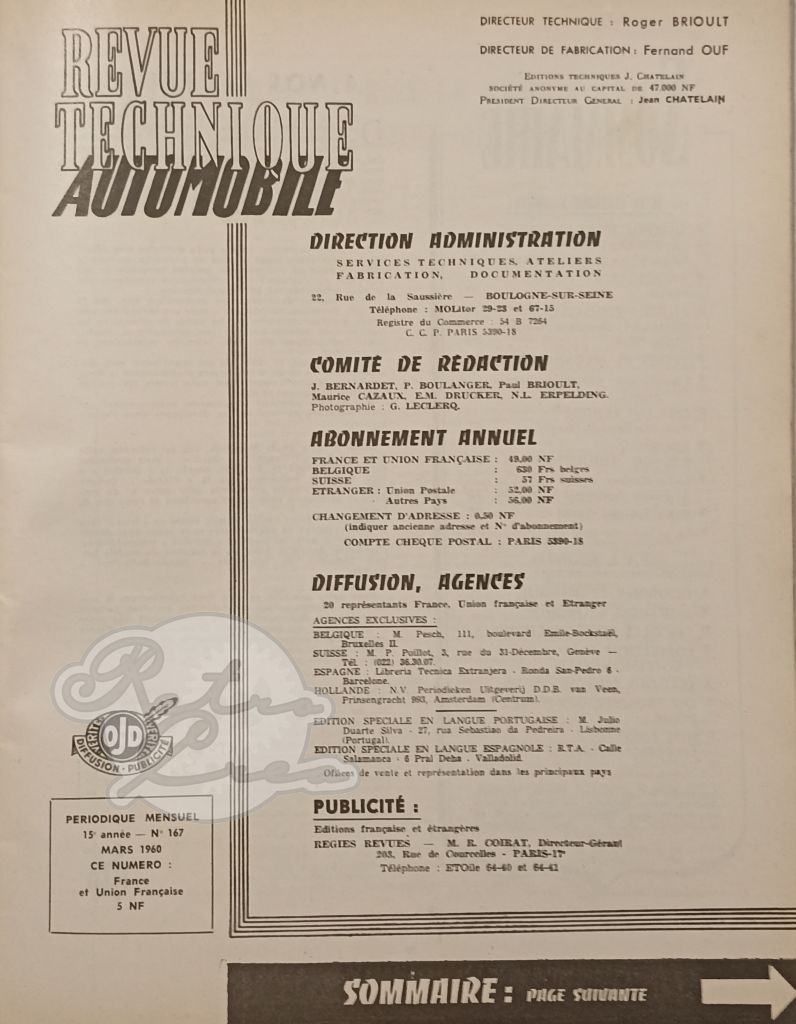 REVUE
TECHNIQUE
AUTOMOBILE
DIRECTEUR TECHNIQUE : Roger BRIOULT
DIRECTEUR DE FABRICATION : Fernand OUF
EDITIONS TECHNIQUES J. CHATELAIN
SOCIÉTÉ ANONYME AU CAPITAL DE 47.000 NF
PRESIDENT DIRECTEUR GENERAL : Jean CHATELAIN
DIRECTION ADMINISTRATION
SERVICES TECHNIQUES, ATELIERS
FABRICATION, DOCUMENTATION
22, Rue de la Saussière — BOULOGNE-SUR-SEINE
Téléphone : MOLitor 29-23 et 67-15
Registre du Commerce : 54 B 7264
C. C. P. PARIS 5390-18
COMITÉ DE RÉDACTION
J. BERNARDET, P. BOULANGER, Paul BRIOULT,
Maurice CAZAUX, E.M. DRUCKER, N.L. ERPELDING.
Photographie : G. LECLERQ.
ABONNEMENT ANNUEL
FRANCE ET UNION FRANÇAISE : 49,00 NF
BELGIQUE : 630 Frs belges
SUISSE : 57 Frs suisses
ETRANGER : Union Postale : 52,00 NF
Autres Pays : 56,00 NF
CHANGEMENT D'ADRESSE : 0,50 NF
(indiquer ancienne adresse et N° d'abonnement)
COMPTE CHEQUE POSTAL : PARIS 5390-18
DIFFUSION, AGENCES
20 représentants France, Union française et Etranger
AGENCES EXCLUSIVES :
BELGIQUE : M. Pesch, 111, boulevard Emile-Bockstaël,
Bruxelles II.
SUISSE : M. P. Poillot, 3, rue du 31-Décembre, Genève —
Tél. : (022) 36.30.07.
ESPAGNE : Libreria Tecnica Extranjera - Ronda San-Pedro 6 -
Barcelone.
HOLLANDE : N.V. Periodieken Uitgeverij D.D.B. van Veen,
Prinsengracht 993, Amsterdam (Centrum).
EDITION SPECIALE EN LANGUE PORTUGAISE : M. Julio
Duarte Silva - 27, rua Sebastiao da Pedreira - Lisbonne
(Portugal).
EDITION SPECIALE EN LANGUE ESPAGNOLE : R.T.A. - Calle
Salamanca - 6 Pral Deha - Valladolid.
Offices de vente et représentation dans les principaux pays
PUBLICITÉ :
Editions française et étrangères
REGIES REVUES — M. R. COIRAT, Directeur-Gérant
203, Rue de Courcelles - PARIS-17e
Téléphone : ETOile 64-40 et 64-41
Retro
OJD
DIFFUSION - PUBLICITÉ
PERIODIQUE MENSUEL
15e année — N° 167
MARS 1960
CE NUMERO :
France
et Union Française
5 NF
SOMMAIRE : PAGE SUIVANTE